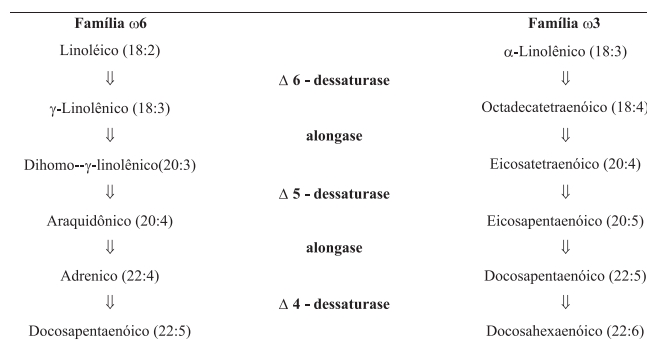 Família ω6 Família ω3
Linoléico (18:2) α-Linolênico (18:3)
⇓ Δ 6 - dessaturase ⇓
γ-Linolênico (18:3) Octadecatetraenóico (18:4)
⇓ alongase ⇓
Dihomo--γ-linolênico(20:3) Eicosatetraenóico (20:4)
⇓ Δ 5 - dessaturase ⇓
Araquidônico (20:4) Eicosapentaenóico (20:5)
⇓ alongase ⇓
Adrenico (22:4) Docosapentaenóico (22:5)
⇓ Δ 4 - dessaturase ⇓
Docosapentaenóico (22:5) Docosahexaenóico (22:6)